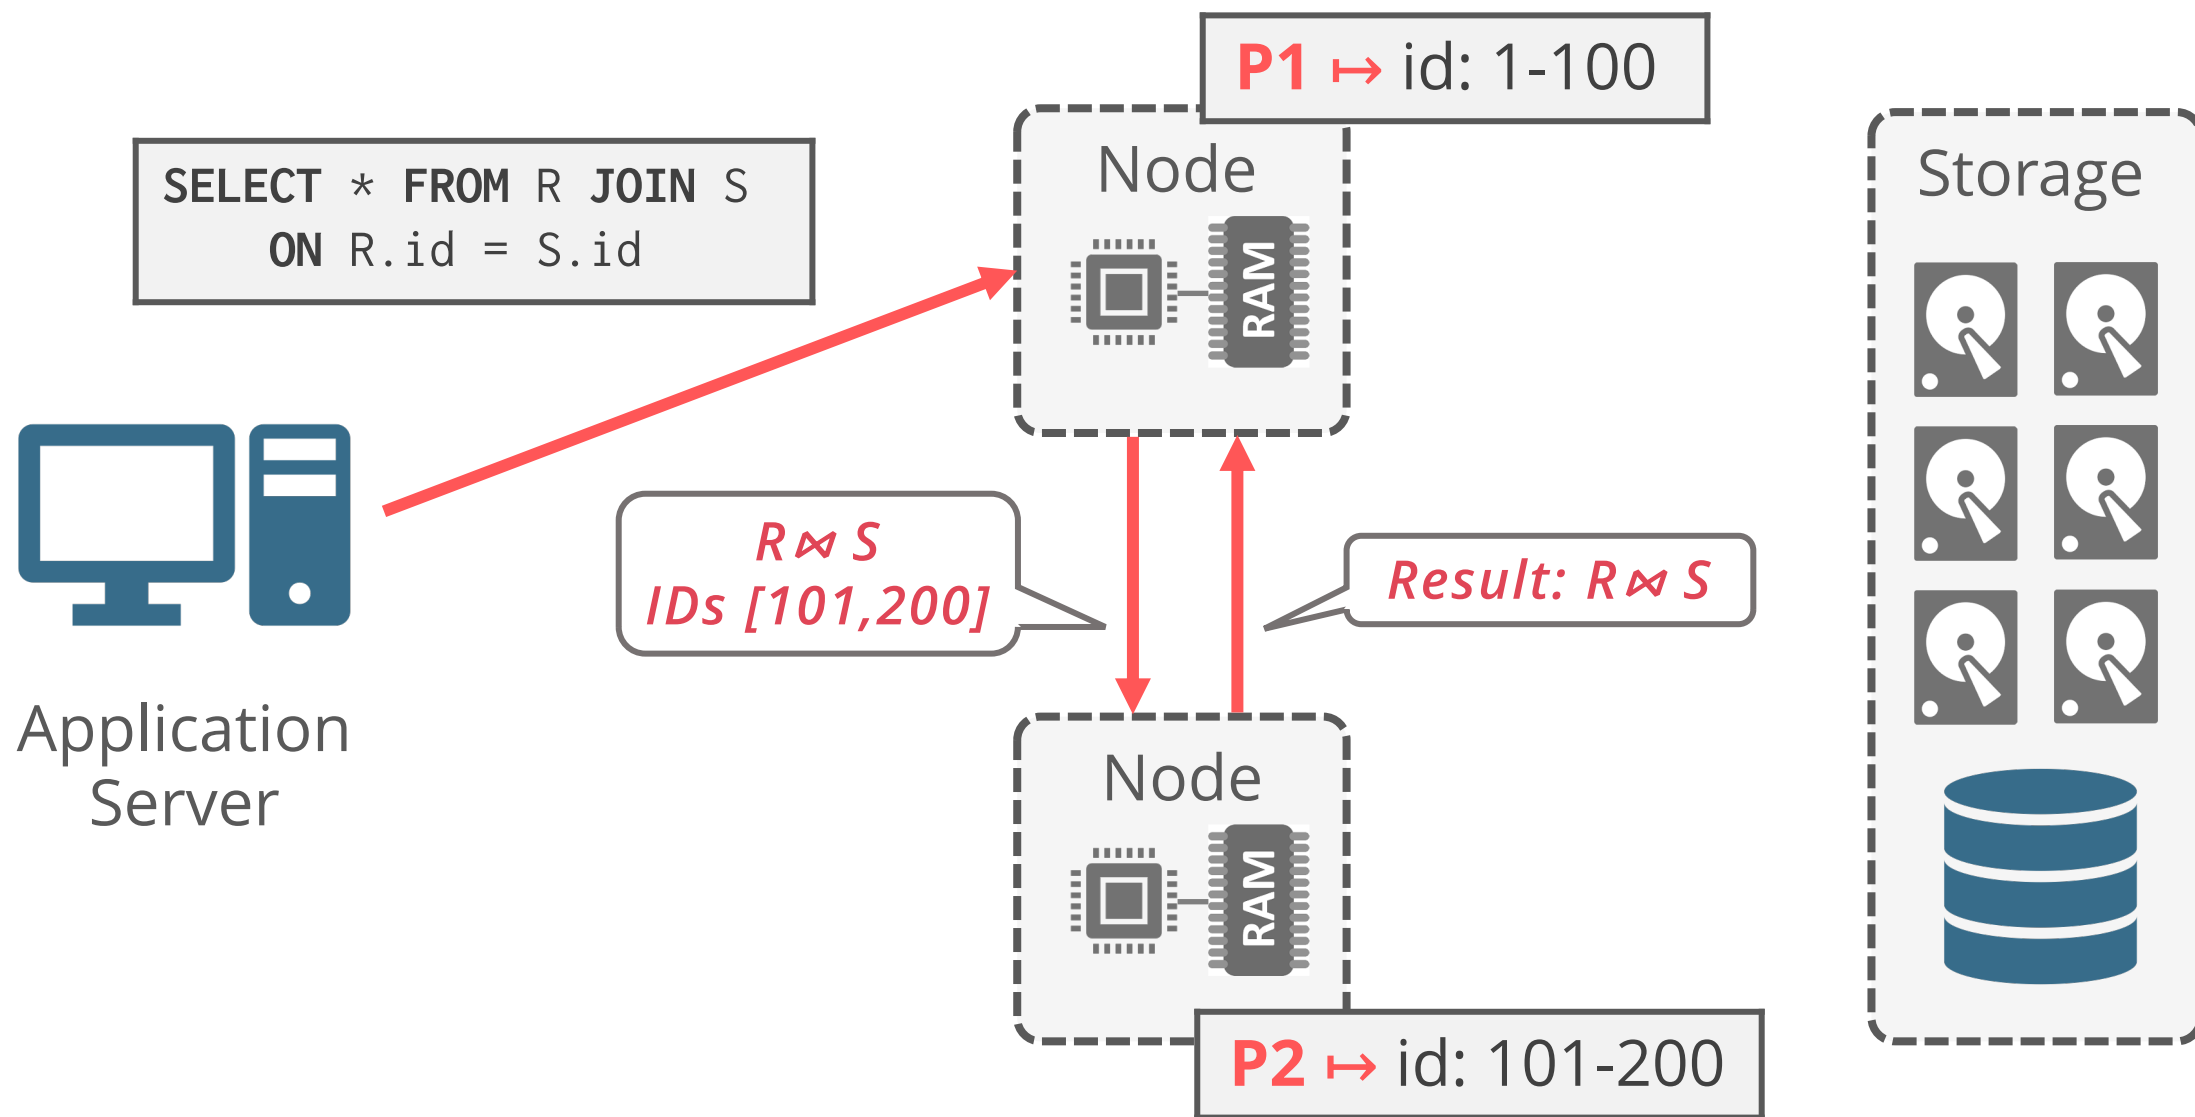 P1 ↦ id: 1-100
SELECT * FROM R JOIN S
ON R.id = S.id
Node
RAM
Storage
R ⋈ S
IDs [101,200]
Result: R ⋈ S
Application
Server
Node
RAM
P2 ↦ id: 101-200